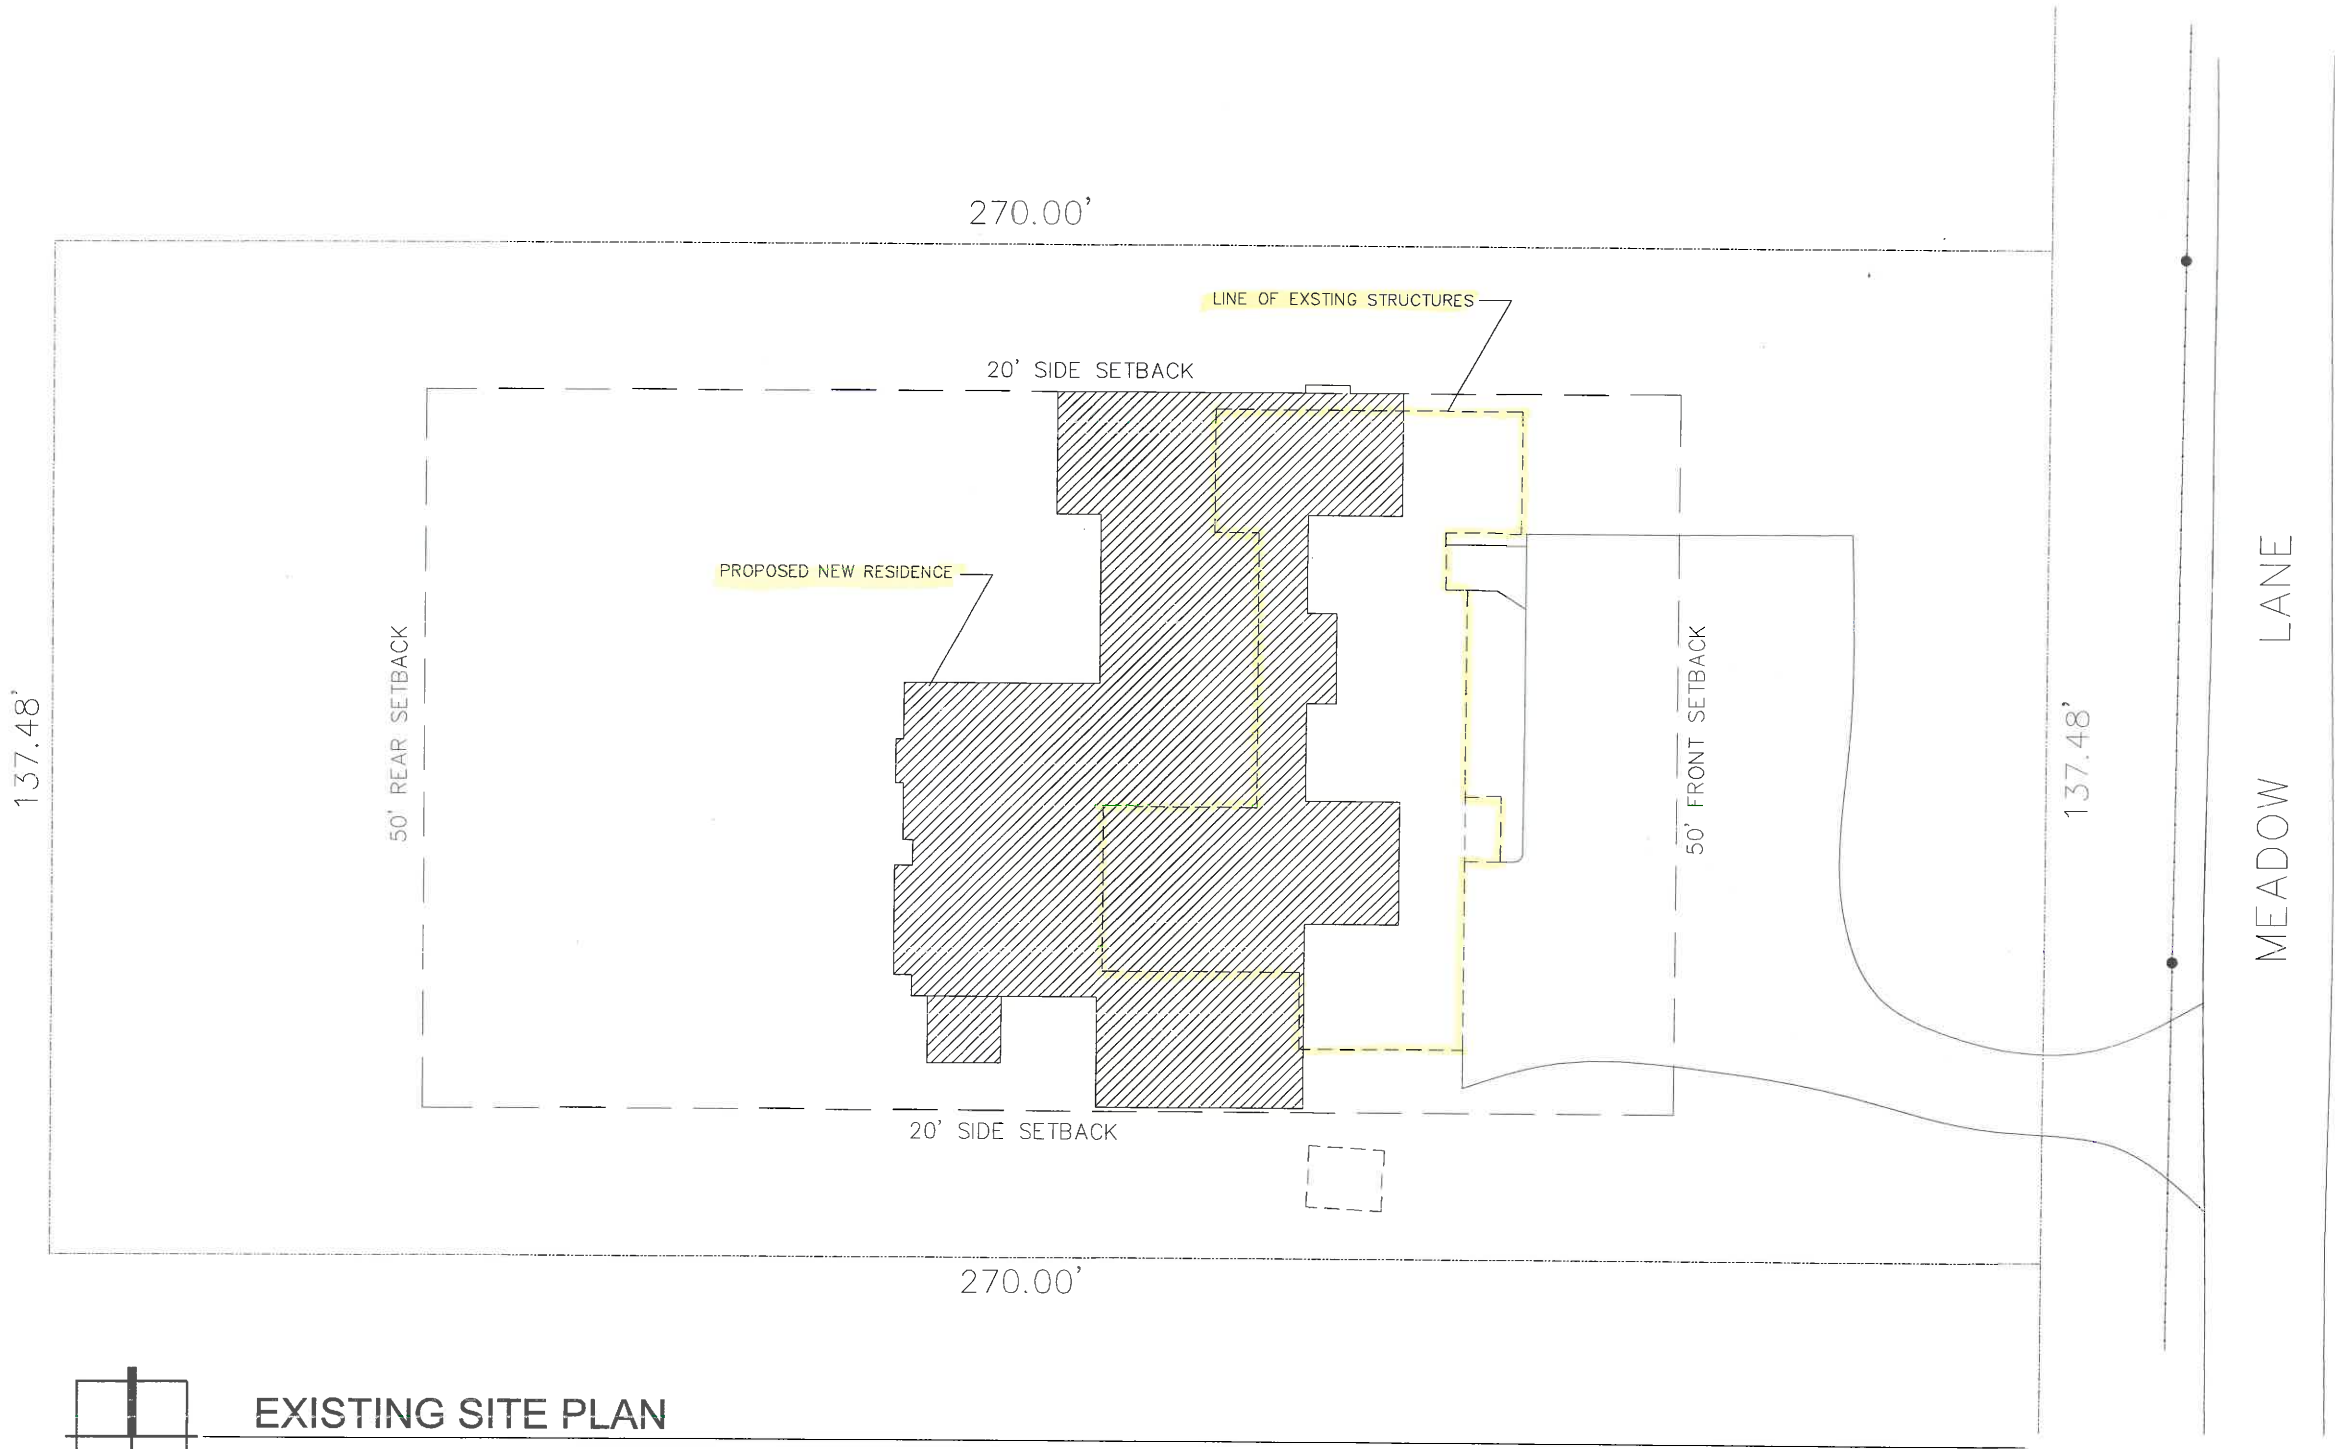 270.00'
LINE OF EXSTING STRUCTURES
20' SIDE SETBACK
PROPOSED NEW RESIDENCE
137.48'
50' REAR SETBACK
50' FRONT SETBACK
137.48'
MEADOW LANE
20' SIDE SETBACK
270.00'
EXISTING SITE PLAN